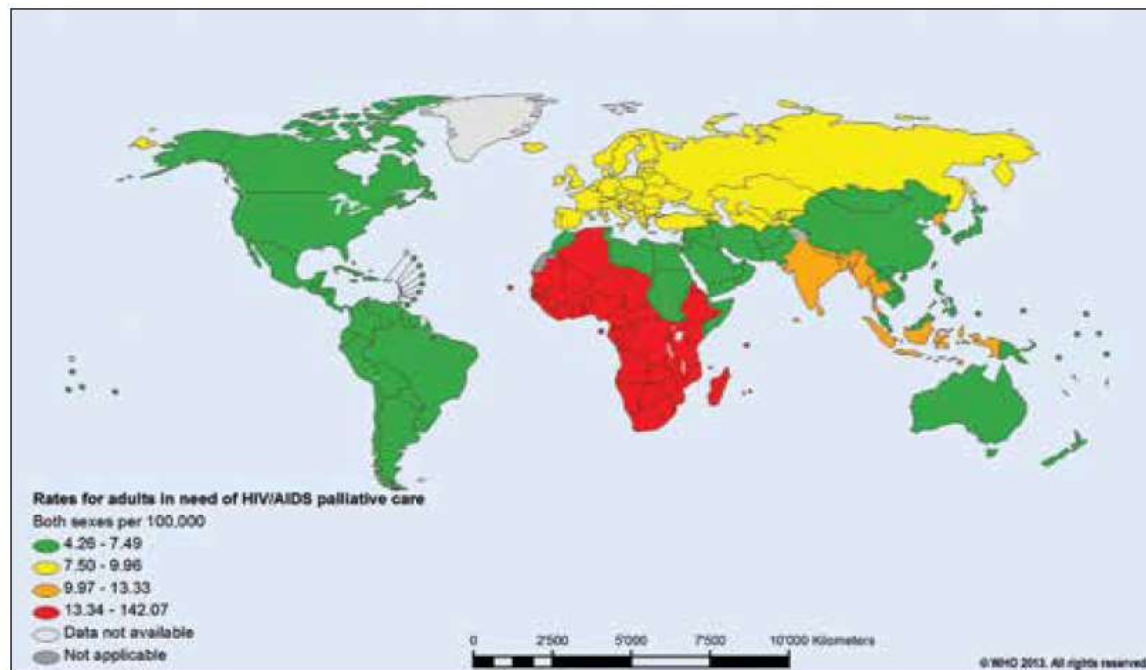 Rates for adults in need of HIV/AIDS palliative care
Both sexes per 100,000
4.26 - 7.49
7.50 - 9.96
9.97 - 13.33
13.34 - 142.07
Data not available
Not applicable
0 2'500 5'000 7'500 10'000 Kilometers
© WHO 2013. All rights reserved